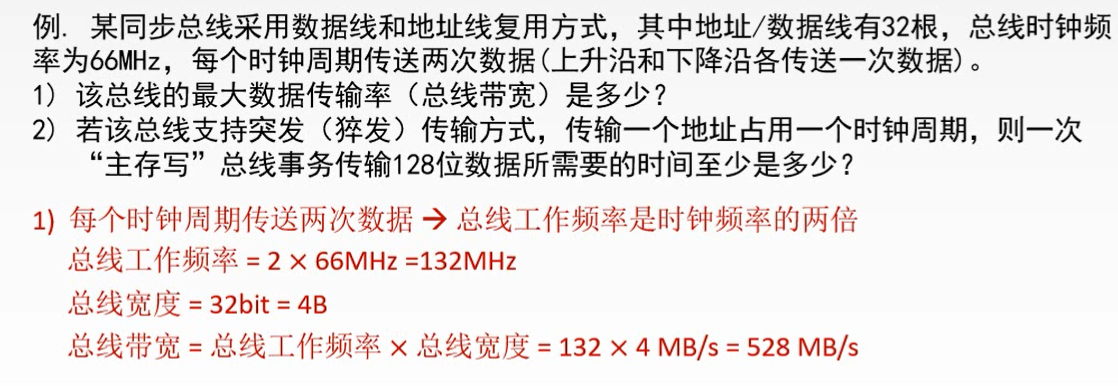 例. 某同步总线采用数据线和地址线复用方式，其中地址/数据线有32根，总线时钟频
率为66MHz，每个时钟周期传送两次数据(上升沿和下降沿各传送一次数据)。
1) 该总线的最大数据传输率（总线带宽）是多少？
2) 若该总线支持突发（猝发）传输方式，传输一个地址占用一个时钟周期，则一次
“主存写”总线事务传输128位数据所需要的时间至少是多少？
1) 每个时钟周期传送两次数据 → 总线工作频率是时钟频率的两倍
总线工作频率 = 2 × 66MHz =132MHz
总线宽度 = 32bit = 4B
总线带宽 = 总线工作频率 × 总线宽度 = 132 × 4 MB/s = 528 MB/s